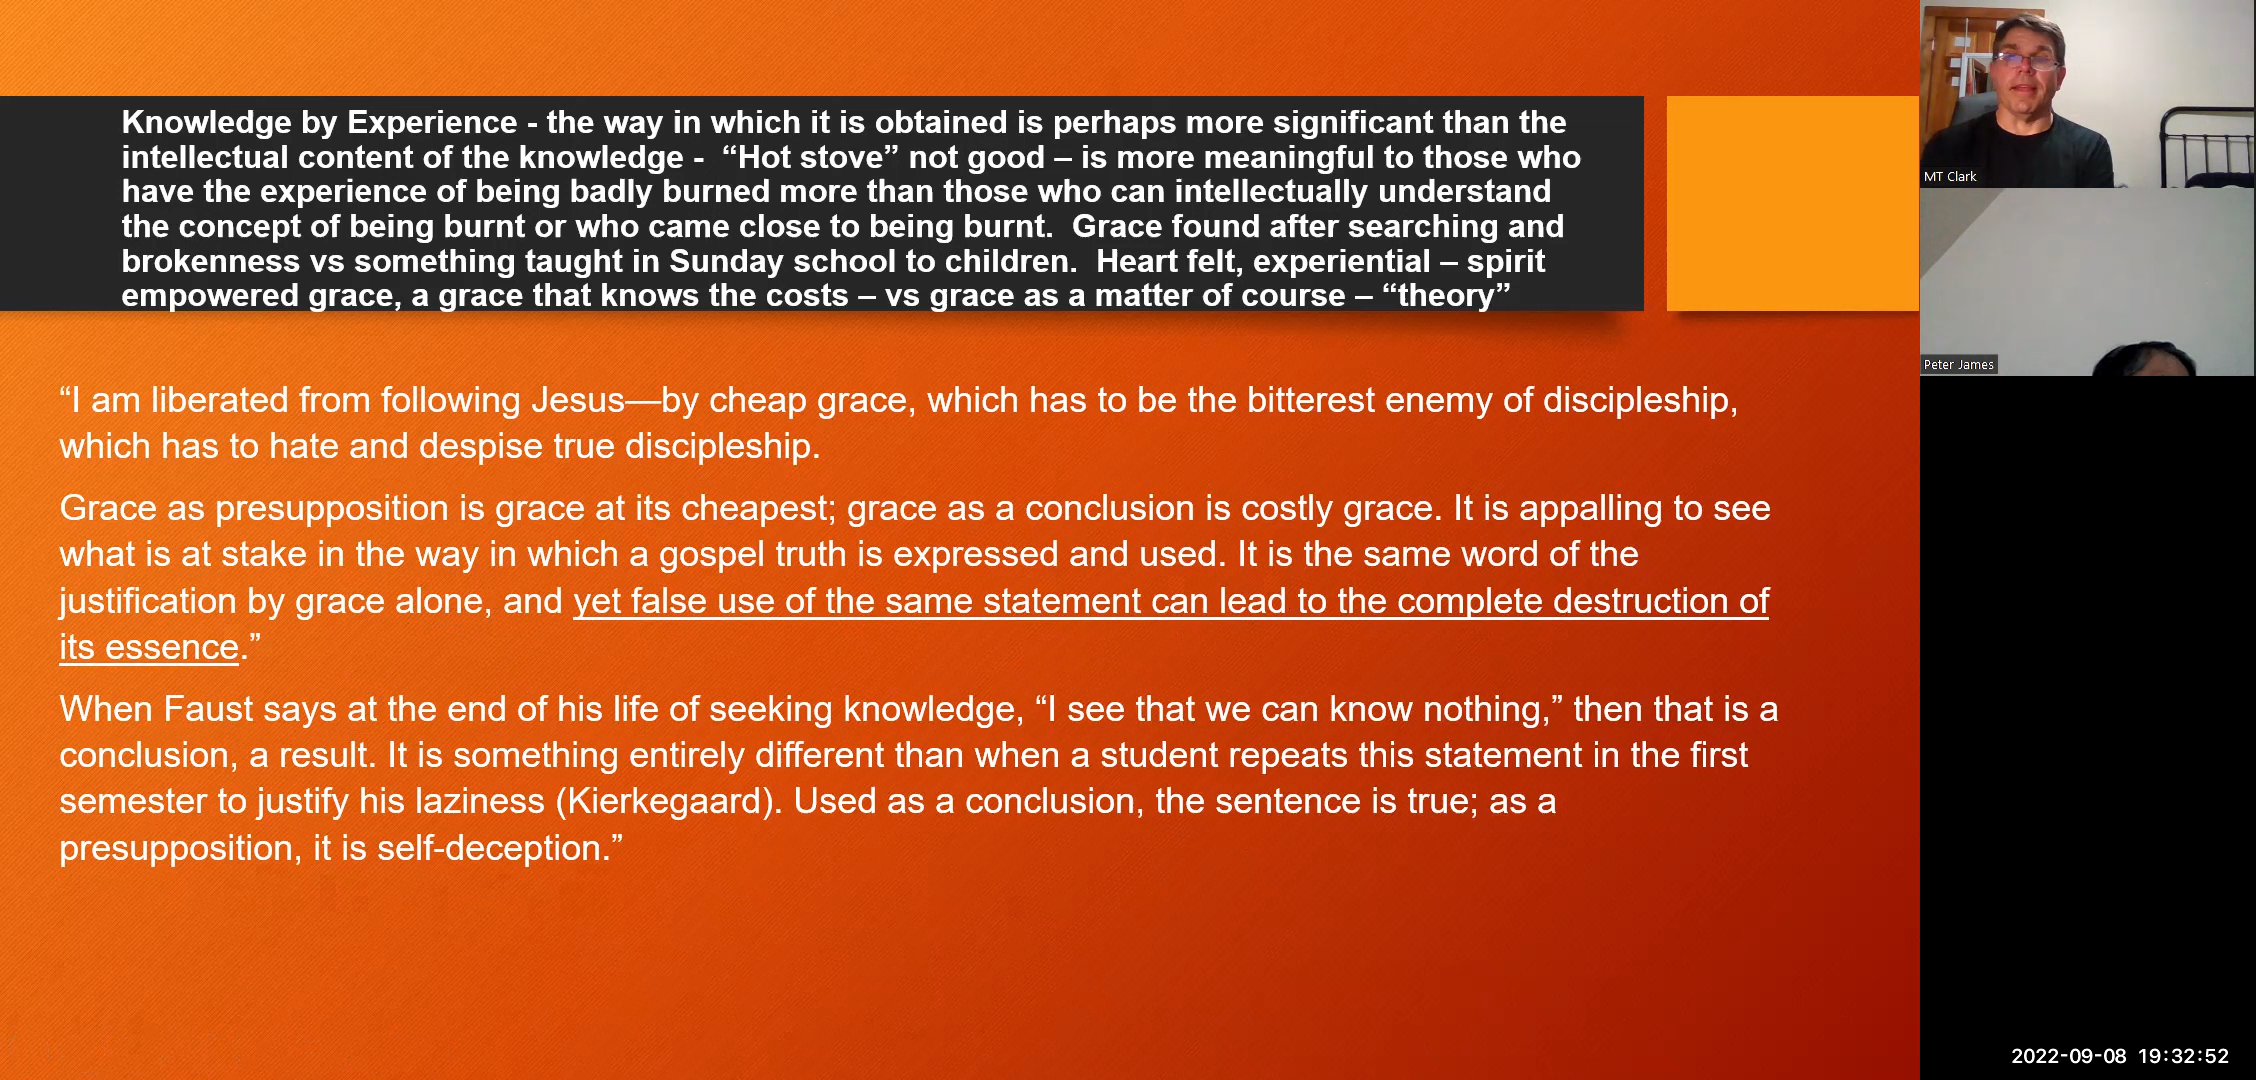 Knowledge by Experience - the way in which it is obtained is perhaps more significant than the
intellectual content of the knowledge -  “Hot stove” not good – is more meaningful to those who
have the experience of being badly burned more than those who can intellectually understand
the concept of being burnt or who came close to being burnt.  Grace found after searching and
brokenness vs something taught in Sunday school to children.  Heart felt, experiential – spirit
empowered grace, a grace that knows the costs – vs grace as a matter of course – “theory”
“I am liberated from following Jesus—by cheap grace, which has to be the bitterest enemy of discipleship,
which has to hate and despise true discipleship.
Grace as presupposition is grace at its cheapest; grace as a conclusion is costly grace. It is appalling to see
what is at stake in the way in which a gospel truth is expressed and used. It is the same word of the
justification by grace alone, and yet false use of the same statement can lead to the complete destruction of
its essence.”
When Faust says at the end of his life of seeking knowledge, “I see that we can know nothing,” then that is a
conclusion, a result. It is something entirely different than when a student repeats this statement in the first
semester to justify his laziness (Kierkegaard). Used as a conclusion, the sentence is true; as a
presupposition, it is self-deception.”
MT Clark
Peter James
2022-09-08 19:32:52